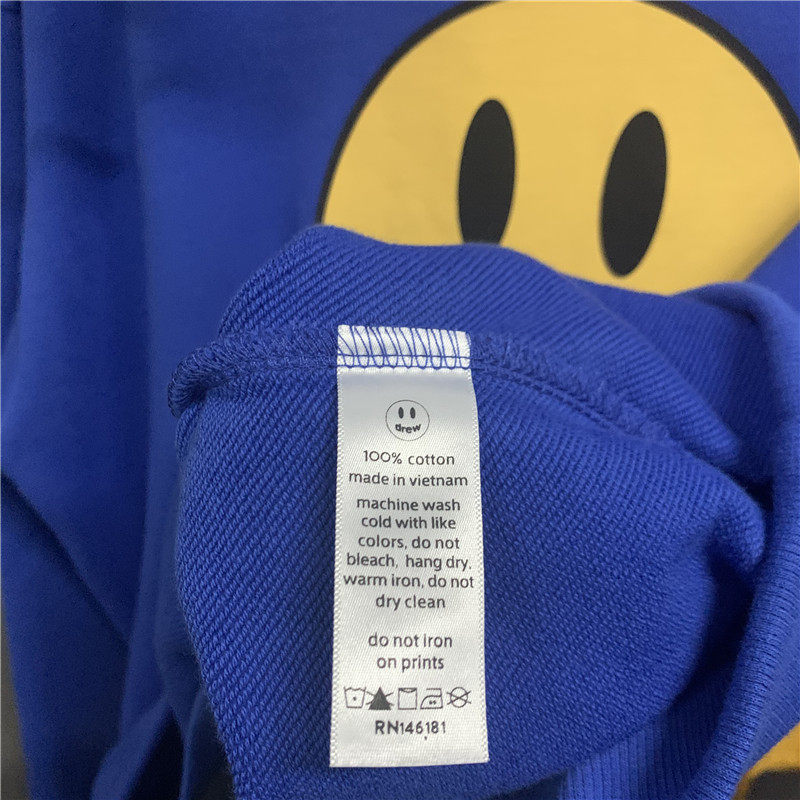 drew
100% cotton
made in vietnam
machine wash
cold with like
colors, do not
bleach, hang dry.
warm iron, do not
dry clean
do not iron
on prints
RN146181